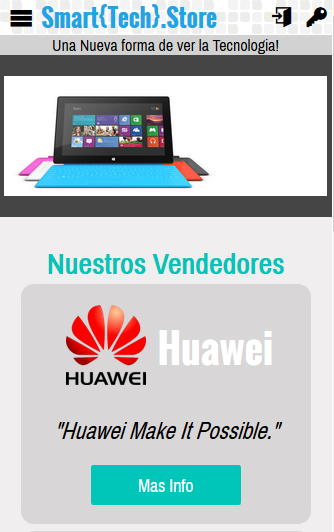 Smart{Tech}.Store
Una Nueva forma de ver la Tecnologia!
Nuestros Vendedores
HUAWEI
Huawei
"Huawei Make It Possible."
Mas Info